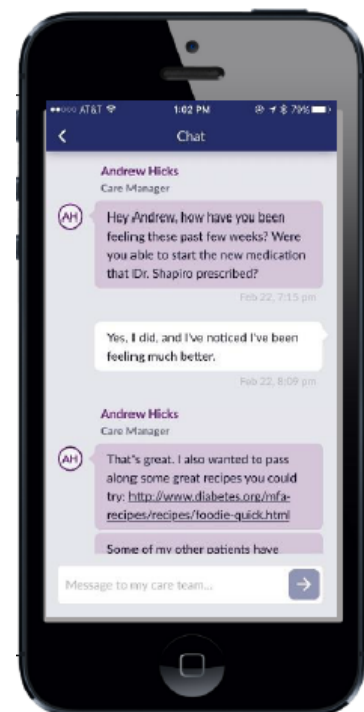 AT&T 1:02 PM 79%
Chat
Andrew Hicks
Care Manager
AH
Hey Andrew, how have you been
feeling these past few weeks? Were
you able to start the new medication
that Dr. Shapiro prescribed?
Feb 22, 7:15 pm
Yes, I did, and I've noticed I've been
feeling much better.
Feb 22, 8:09 pm
Andrew Hicks
Care Manager
AH
That's great. I also wanted to pass
along some great recipes you could
try: http://www.diabetes.org/mfa-
recipes/recipes/foodie-quick.html
Some of my other patients have
Message to my care team...